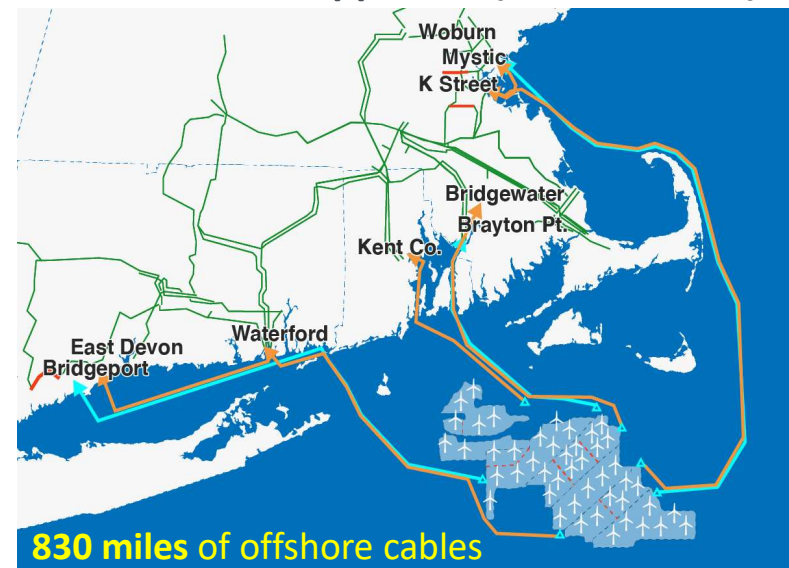 Woburn
Mystic
K Street
Bridgewater
Brayton Pt.
Kent Co.
Waterford
East Devon
Bridgeport
830 miles of offshore cables